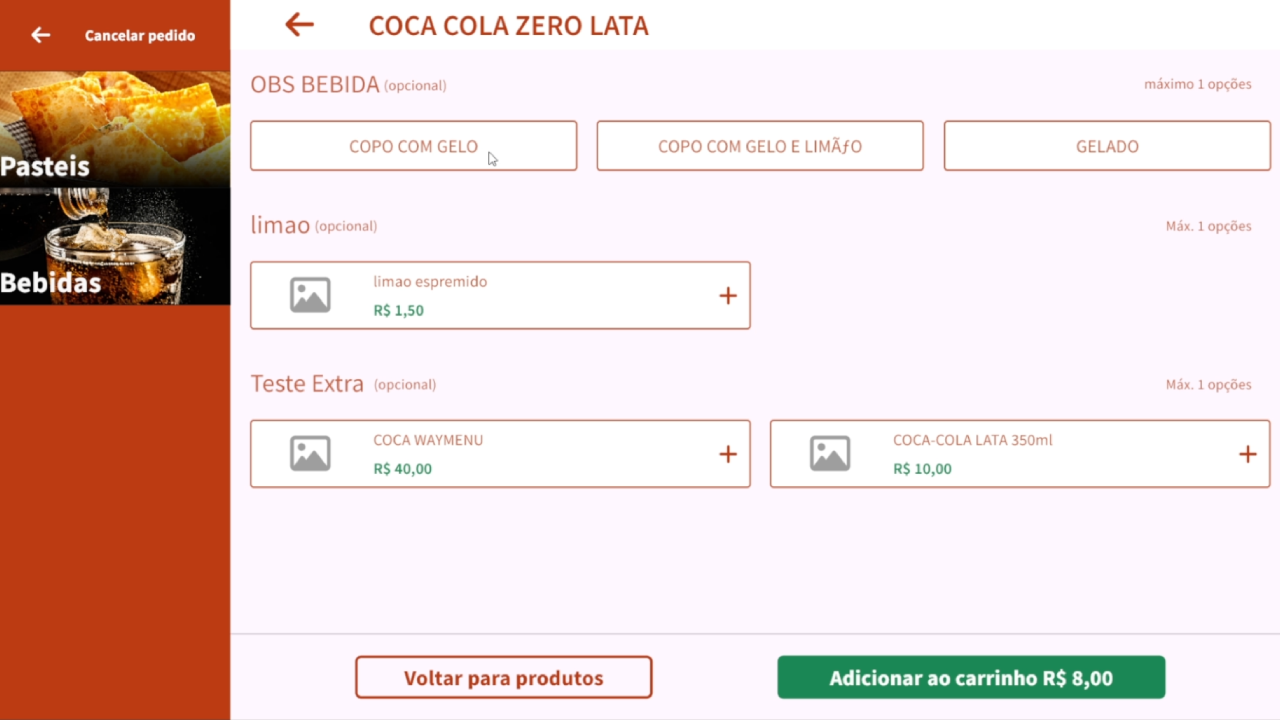 Cancelar pedido
COCA COLA ZERO LATA
Pasteis
Bebidas
OBS BEBIDA (opcional)
máximo 1 opções
COPO COM GELO
COPO COM GELO E LIMÃƒO
GELADO
limao (opcional)
Máx. 1 opções
limao espremido
R$ 1,50
Teste Extra (opcional)
Máx. 1 opções
COCA WAYMENU
R$ 40,00
COCA-COLA LATA 350ml
R$ 10,00
Voltar para produtos
Adicionar ao carrinho R$ 8,00